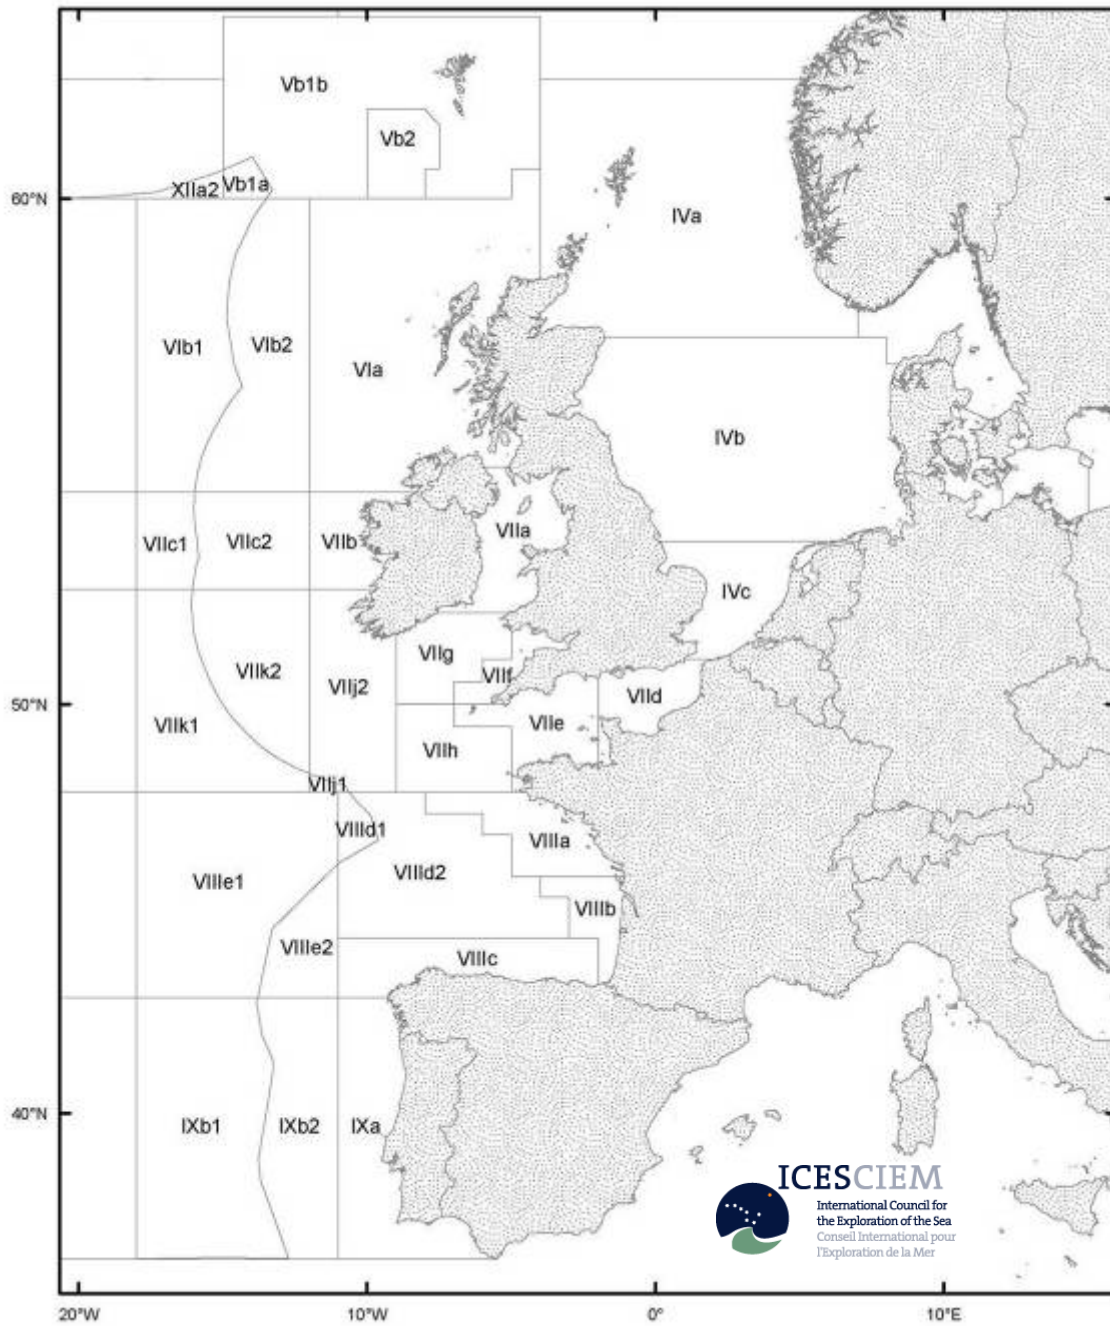 Vb1b
Vb2
XIIa2
Vb1a
60°N
IVa
VIb1
VIb2
VIa
IVb
VIIc1
VIIc2
VIIb
VIIa
IVc
VIIg
VIIk2
VIIj2
VIIf
VIId
50°N
VIIk1
VIIe
VIIh
VIIj1
VIIId1
VIIIa
VIIIe1
VIIId2
VIIIb
VIIIe2
VIIIc
40°N
IXb1
IXb2
IXa
ICESCIEM
International Council for
the Exploration of the Sea
Conseil International pour
l'Exploration de la Mer
20°W
10°W
0°
10°E